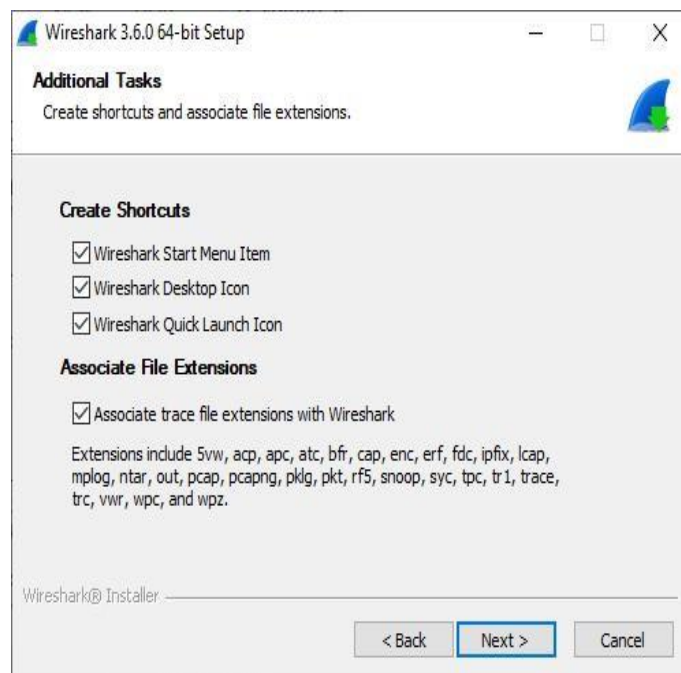 Wireshark 3.6.0 64-bit Setup
Additional Tasks
Create shortcuts and associate file extensions.
Create Shortcuts
Wireshark Start Menu Item
Wireshark Desktop Icon
Wireshark Quick Launch Icon
Associate File Extensions
Associate trace file extensions with Wireshark
Extensions include 5vw, acp, apc, atc, bfr, cap, enc, erf, fdc, ipfix, lcap,
mplog, ntar, out, pcap, pcapng, pklg, pkt, rf5, snoop, syc, tpc, tr1, trace,
trc, vwr, wpc, and wpz.
Wireshark® Installer
< Back Next > Cancel